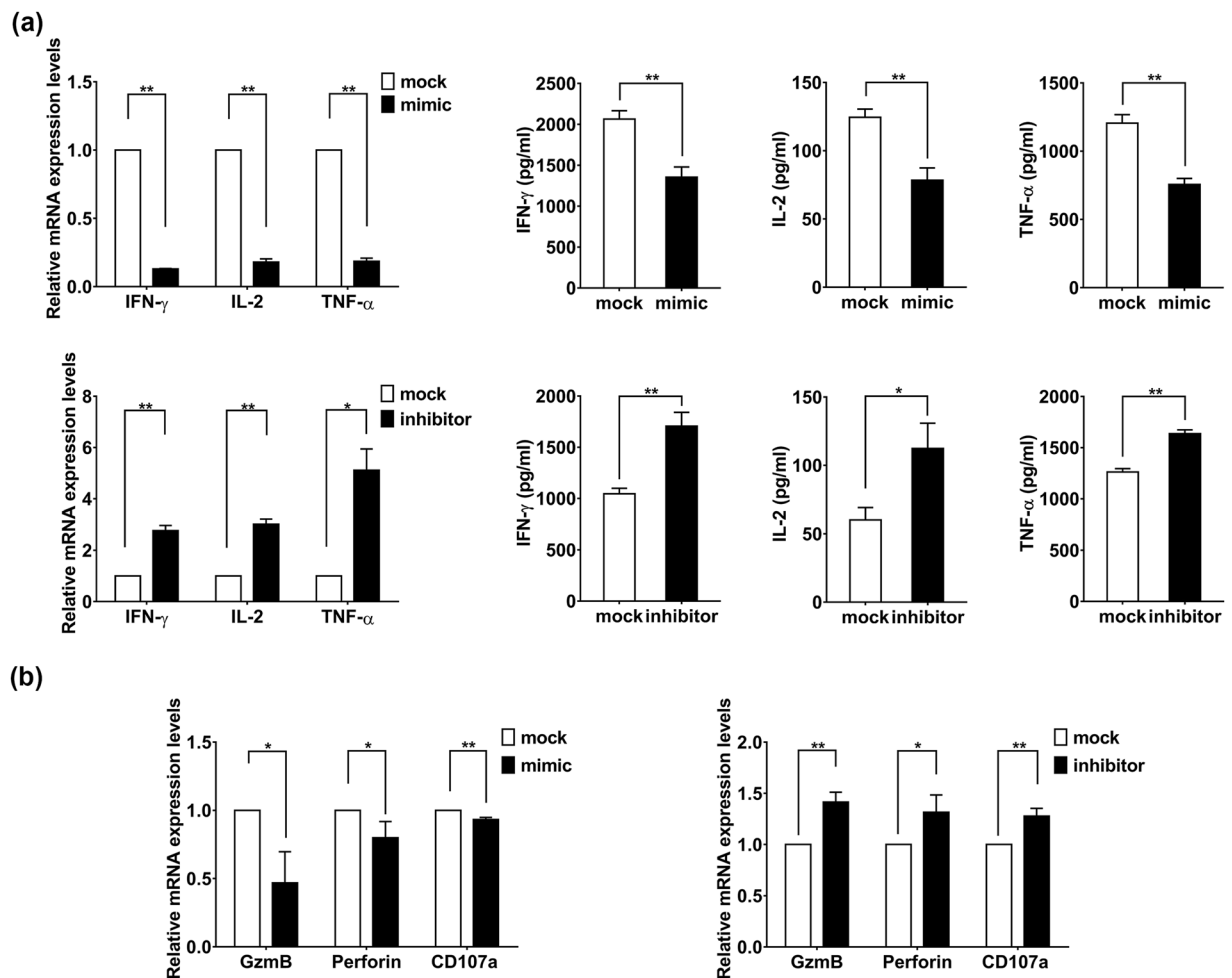 (a)
Relative mRNA expression levels
1.5
1.0
0.5
0.0
** ** **
mock
mimic
IFN-γ IL-2 TNF-α
IFN-γ (pg/ml)
2500
2000
1500
1000
500
0
**
mock mimic
IL-2 (pg/ml)
150
100
50
0
**
mock mimic
TNF-α (pg/ml)
1500
1000
500
0
**
mock mimic
Relative mRNA expression levels
8
6
4
2
0
** ** *
mock
inhibitor
IFN-γ IL-2 TNF-α
IFN-γ (pg/ml)
2000
1500
1000
500
0
**
mock inhibitor
IL-2 (pg/ml)
150
100
50
0
*
mock inhibitor
TNF-α (pg/ml)
2000
1500
1000
500
0
**
mock inhibitor
(b)
Relative mRNA expression levels
1.5
1.0
0.5
0.0
* * **
mock
mimic
GzmB Perforin CD107a
Relative mRNA expression levels
2.0
1.5
1.0
0.5
0.0
** * **
mock
inhibitor
GzmB Perforin CD107a